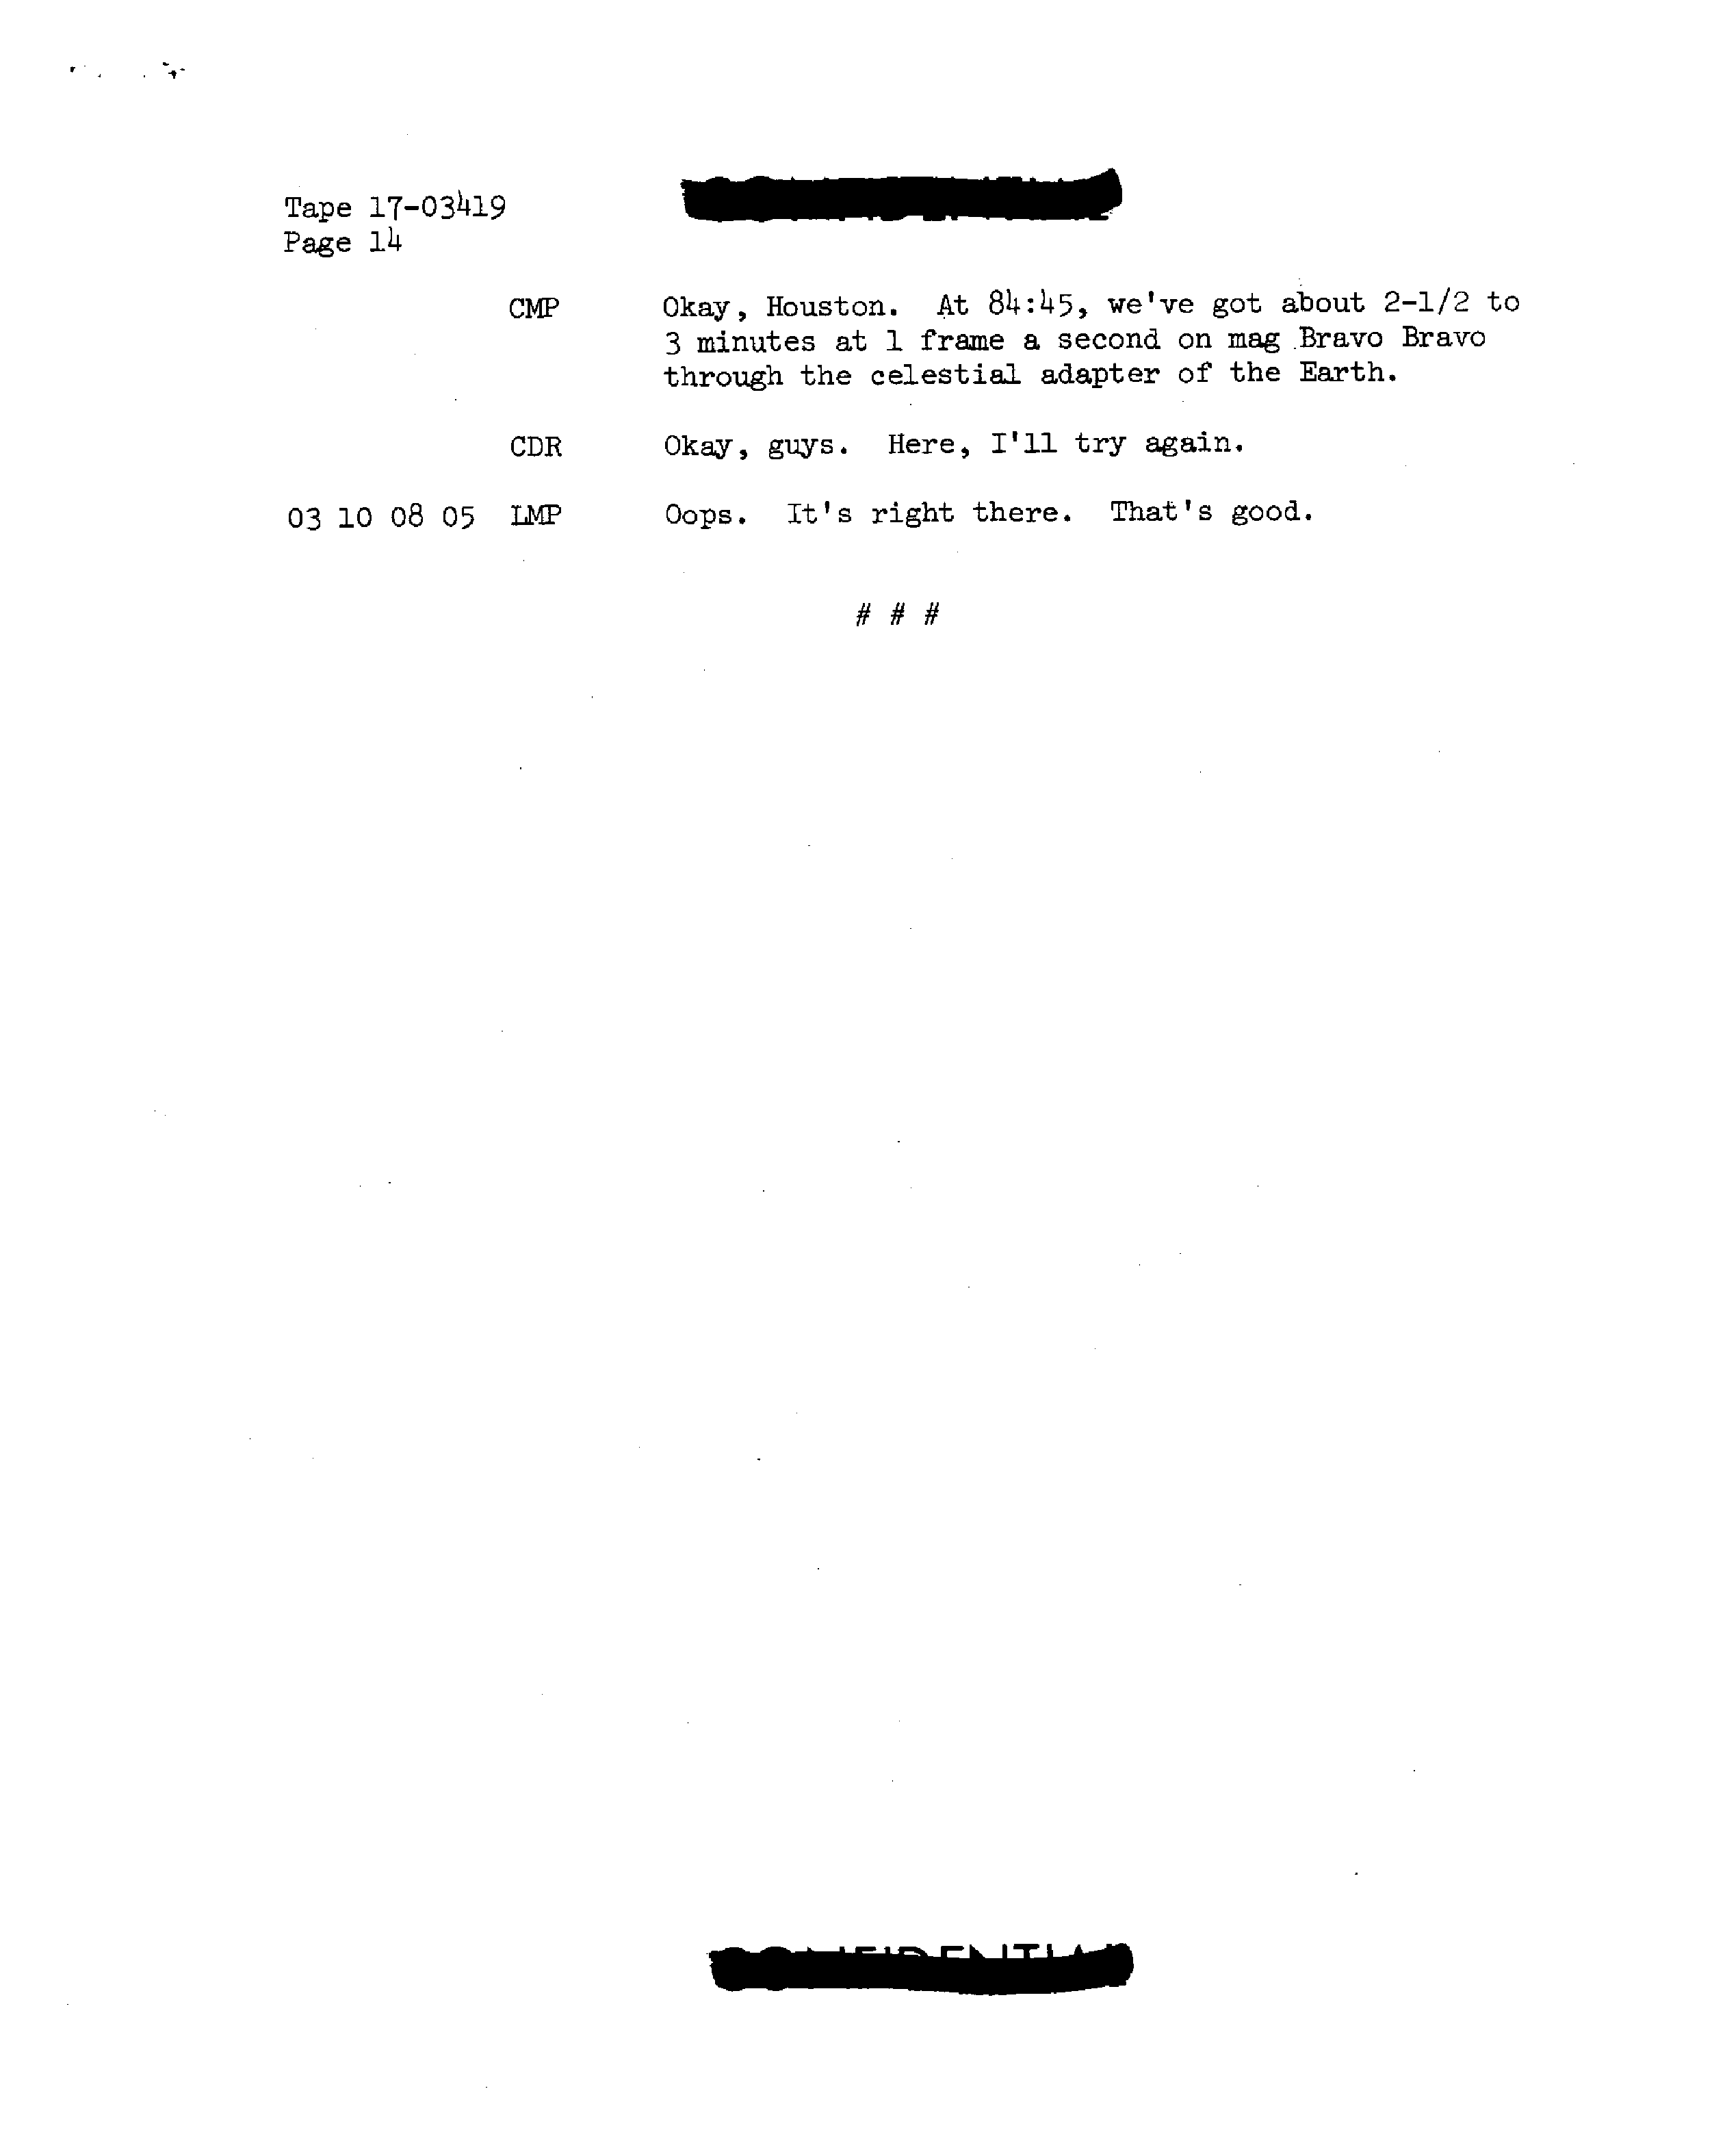 Tape 17-03419
Page 14
CMP Okay, Houston. At 84:45, we've got about 2-1/2 to
3 minutes at 1 frame a second on mag Bravo Bravo
through the celestial adapter of the Earth.
CDR Okay, guys. Here, I'll try again.
03 10 08 05 LMP Oops. It's right there. That's good.
# # #
CONFIDENTIAL